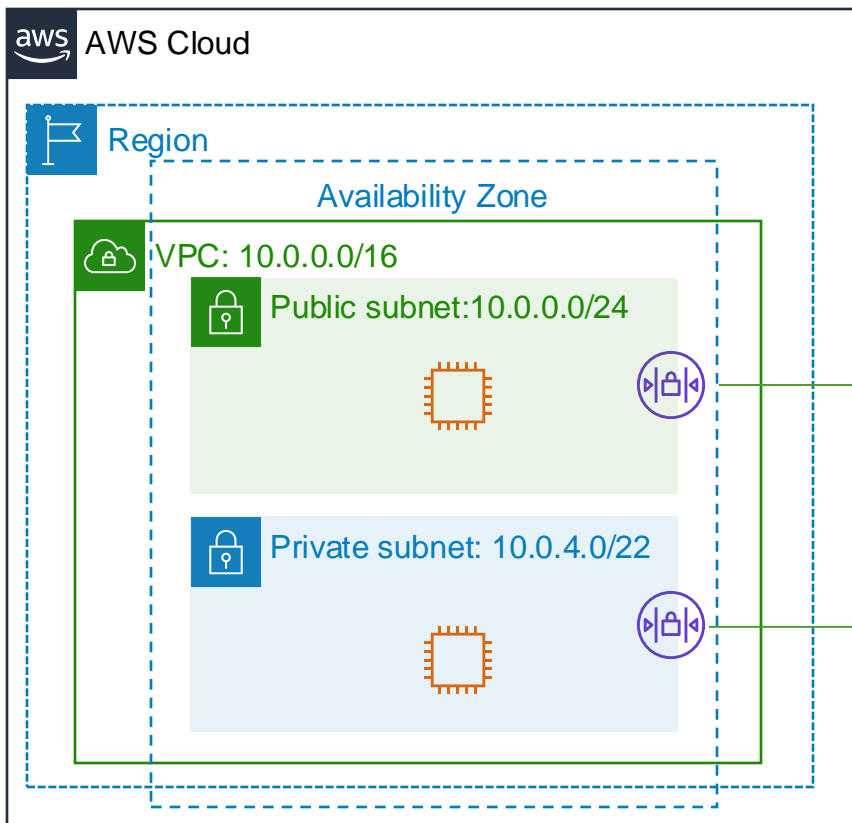 aws
AWS Cloud
Region
Availability Zone
VPC: 10.0.0.0/16
Public subnet:10.0.0.0/24
Private subnet: 10.0.4.0/22